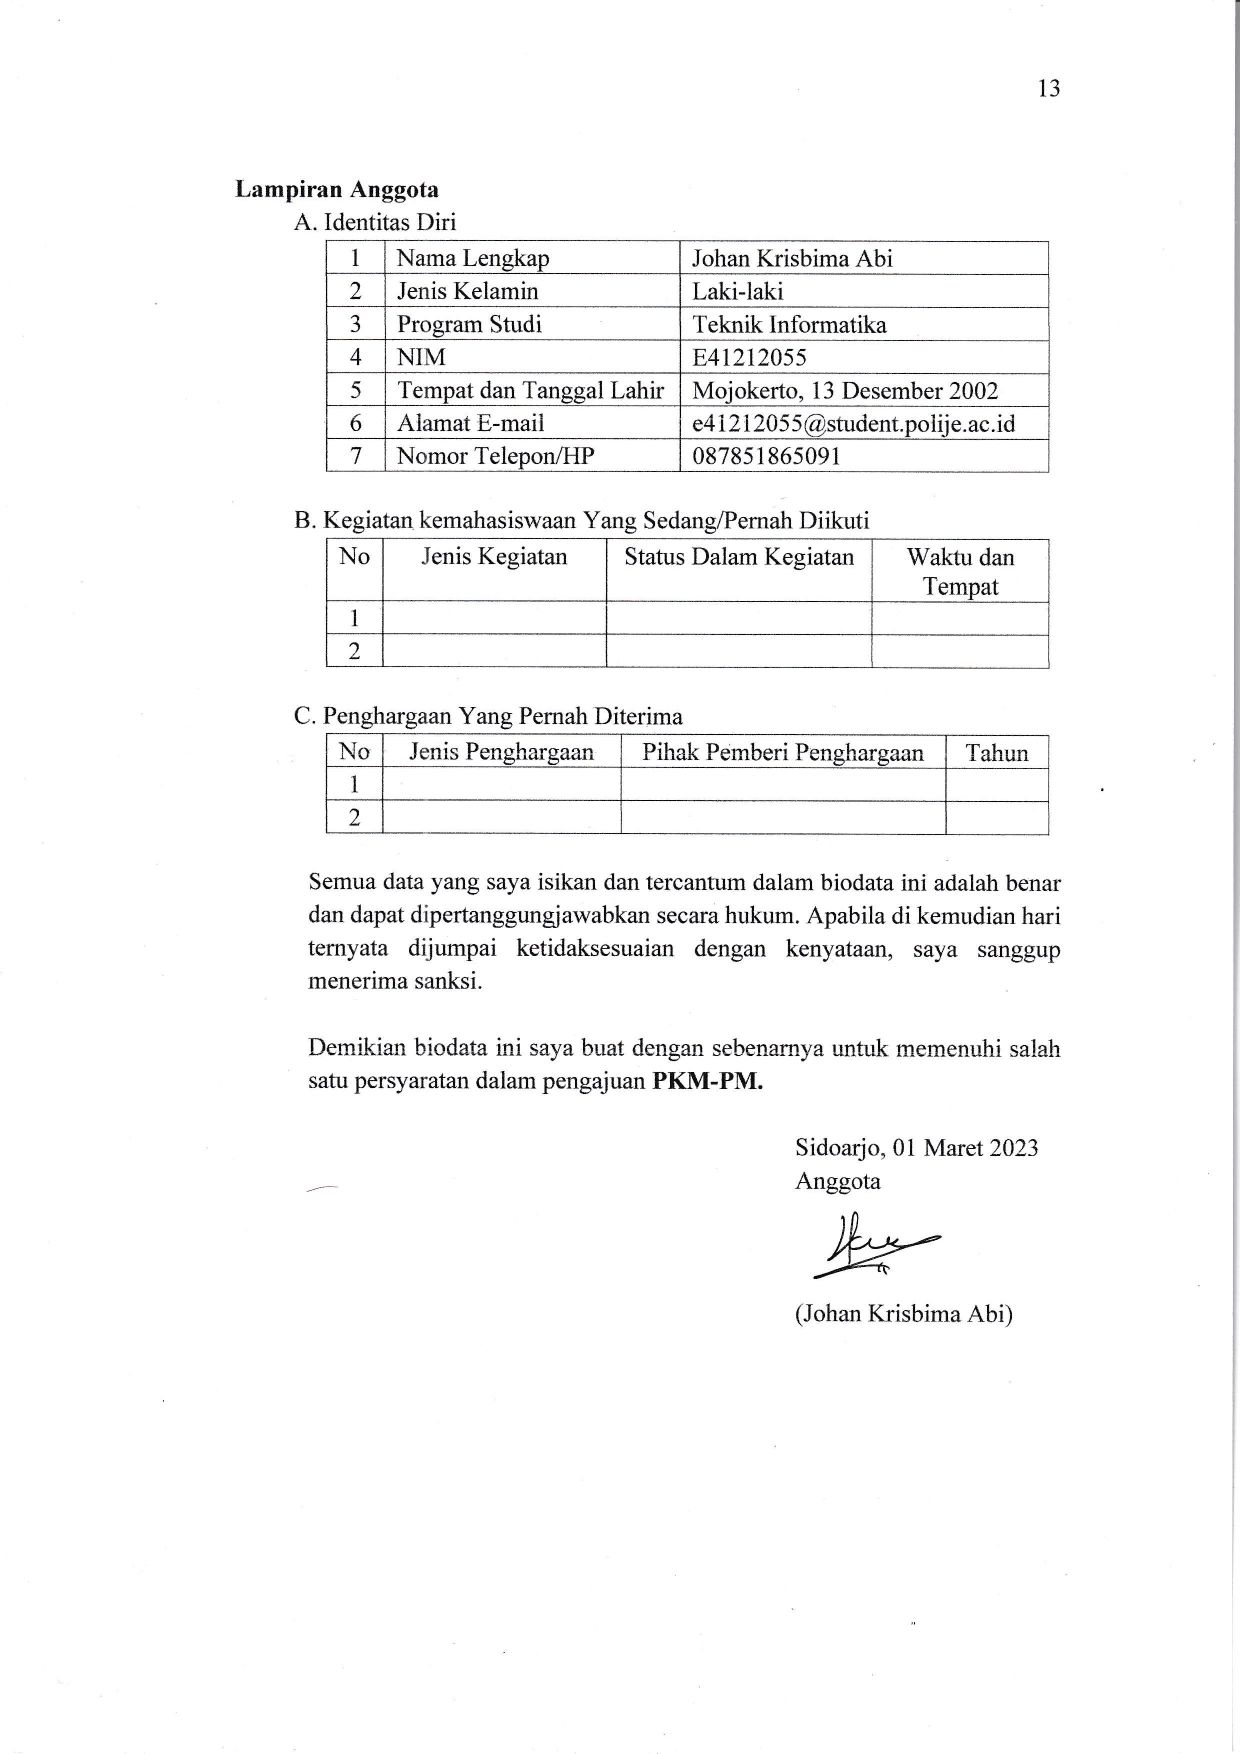 13
Lampiran Anggota
A. Identitas Diri
1 Nama Lengkap Johan Krisbima Abi
2 Jenis Kelamin Laki-laki
3 Program Studi Teknik Informatika
4 NIM E41212055
5 Tempat dan Tanggal Lahir Mojokerto, 13 Desember 2002
6 Alamat E-mail e41212055@student.polije.ac.id
7 Nomor Telepon/HP 087851865091
B. Kegiatan kemahasiswaan Yang Sedang/Pernah Diikuti
No Jenis Kegiatan Status Dalam Kegiatan Waktu dan
Tempat
1
2
C. Penghargaan Yang Pernah Diterima
No Jenis Penghargaan Pihak Pemberi Penghargaan Tahun
1
2
Semua data yang saya isikan dan tercantum dalam biodata ini adalah benar
dan dapat dipertanggungjawabkan secara hukum. Apabila di kemudian hari
ternyata dijumpai ketidaksesuaian dengan kenyataan, saya sanggup
menerima sanksi.
Demikian biodata ini saya buat dengan sebenarnya untuk memenuhi salah
satu persyaratan dalam pengajuan PKM-PM.
Sidoarjo, 01 Maret 2023
Anggota
(Johan Krisbima Abi)